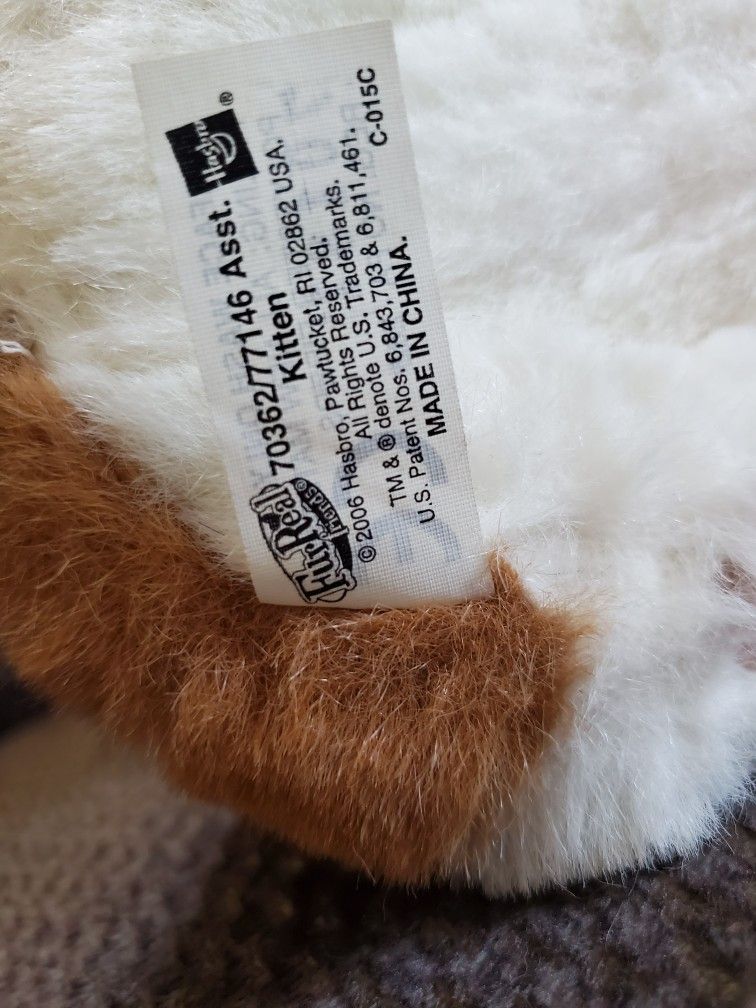 Hasbro ®
FurReal friends® 70362/77146 Asst.
Kitten
© 2006 Hasbro, Pawtucket, RI 02862 USA.
All Rights Reserved.
TM & ® denote U.S. Trademarks.
U.S. Patent Nos. 6,843,703 & 6,811,461.
MADE IN CHINA. C-015C